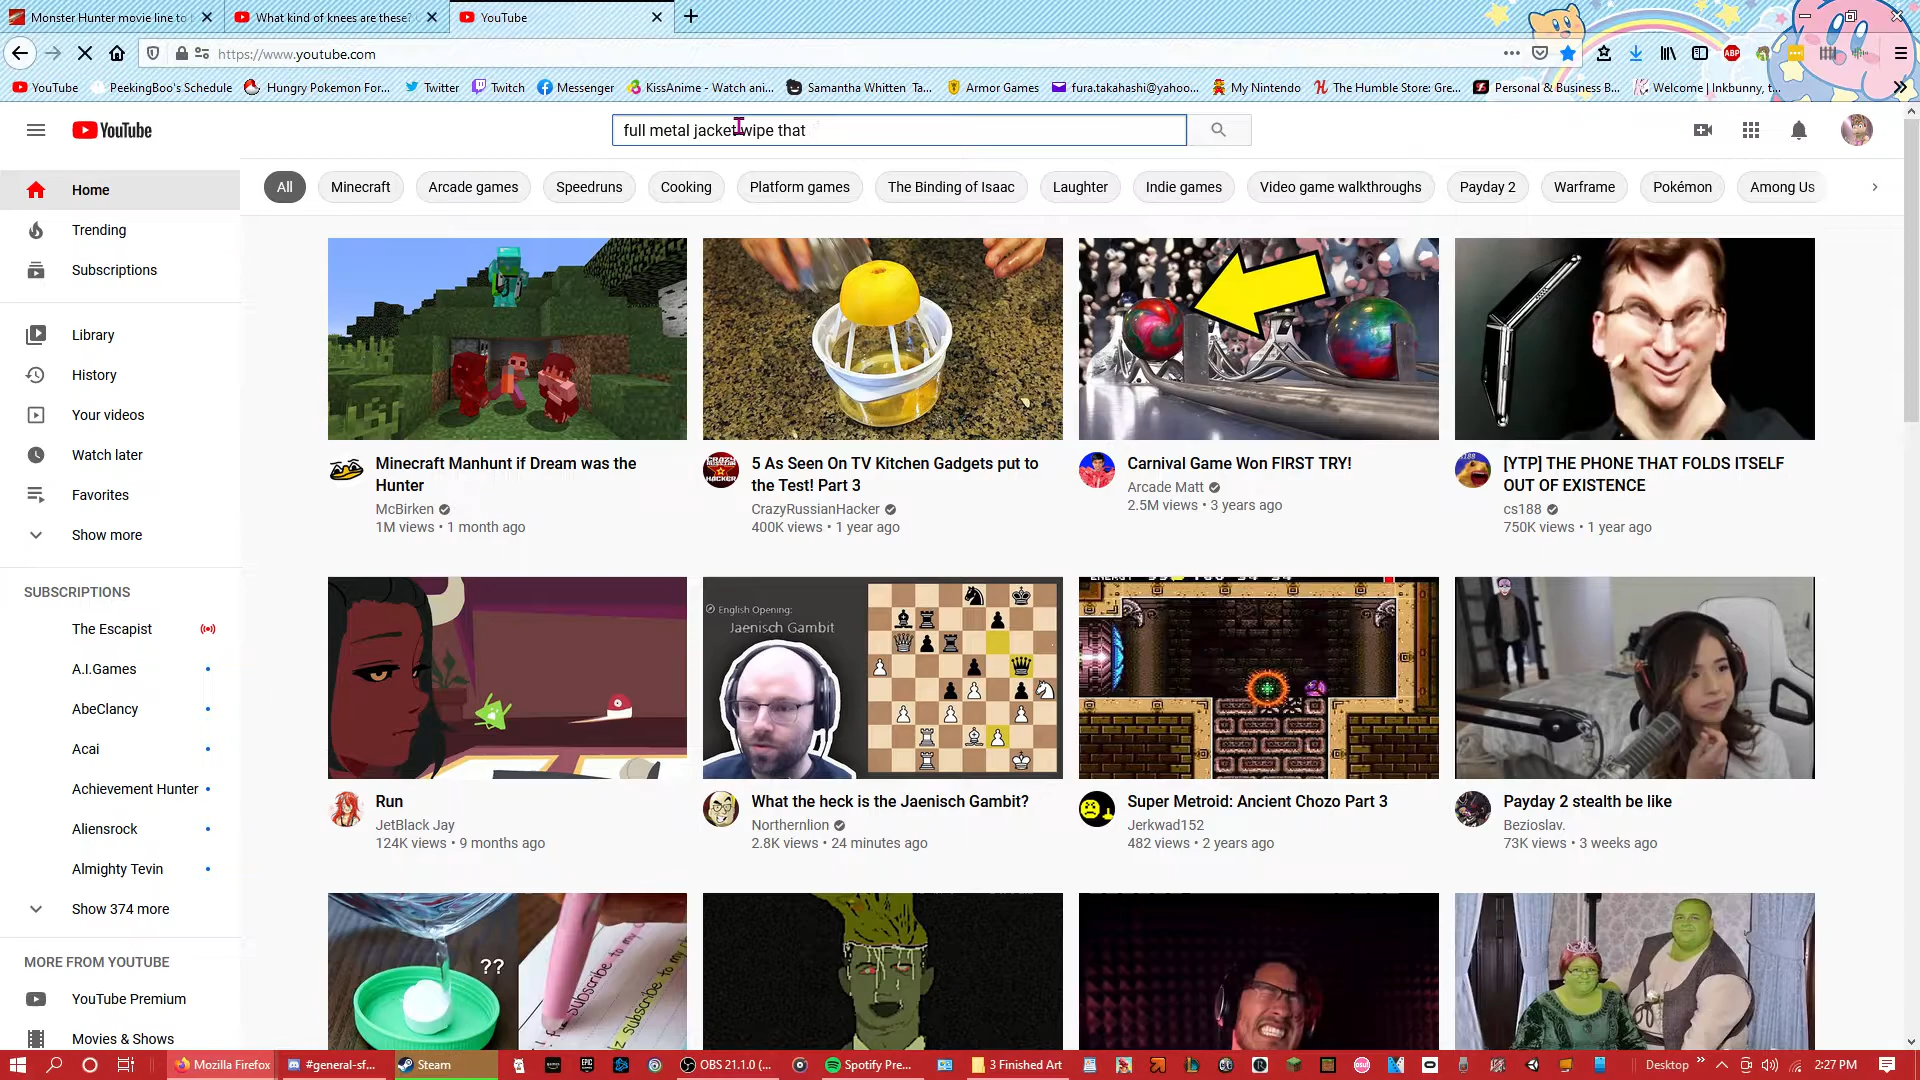 Monster Hunter movie line to b
What kind of knees are these?
YouTube
https://www.youtube.com
YouTube
PeekingBoo's Schedule
Hungry Pokemon For...
Twitter
Twitch
Messenger
KissAnime - Watch ani...
Samantha Whitten Ta...
Armor Games
fura.takahashi@yahoo...
My Nintendo
The Humble Store: Gre...
Personal & Business B...
Welcome | Inkbunny, t...
YouTube
full metal jacket wipe that
All
Minecraft
Arcade games
Speedruns
Cooking
Platform games
The Binding of Isaac
Laughter
Indie games
Video game walkthroughs
Payday 2
Warframe
Pokémon
Among Us
Home
Trending
Subscriptions
Library
History
Your videos
Watch later
Favorites
Show more
SUBSCRIPTIONS
The Escapist
A.I.Games
AbeClancy
Acai
Achievement Hunter
Aliensrock
Almighty Tevin
Show 374 more
MORE FROM YOUTUBE
YouTube Premium
Movies & Shows
Minecraft Manhunt if Dream was the
Hunter
McBirken
1M views • 1 month ago
CRAZY
RUSSIAN
HACKER
5 As Seen On TV Kitchen Gadgets put to
the Test! Part 3
CrazyRussianHacker
400K views • 1 year ago
Carnival Game Won FIRST TRY!
Arcade Matt
2.5M views • 3 years ago
[YTP] THE PHONE THAT FOLDS ITSELF
OUT OF EXISTENCE
cs188
750K views • 1 year ago
Run
JetBlack Jay
124K views • 9 months ago
English Opening:
Jaenisch Gambit
What the heck is the Jaenisch Gambit?
Northernlion
2.8K views • 24 minutes ago
Super Metroid: Ancient Chozo Part 3
Jerkwad152
482 views • 2 years ago
Payday 2 stealth be like
Bezioslav.
73K views • 3 weeks ago
??
subscribe to my
Mozilla Firefox
#general-sf...
Steam
OBS 21.1.0 (...
Spotify Pre...
3 Finished Art
Desktop
2:27 PM